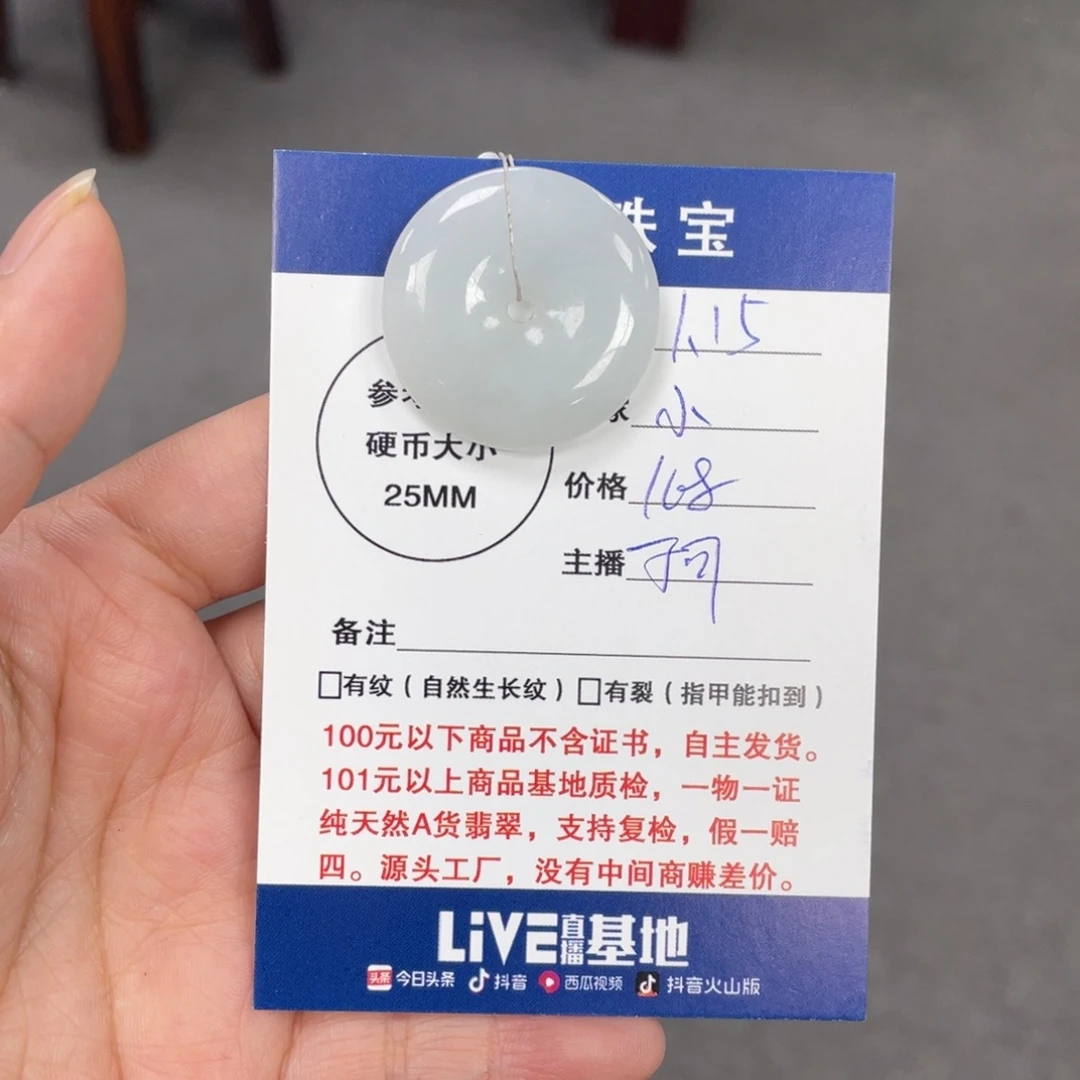 珠宝
1.15
参考
硬币大小
25MM
小
价格 168
主播
备注
□有纹(自然生长纹) □有裂(指甲能扣到)
100元以下商品不含证书，自主发货。
101元以上商品基地质检，一物一证
纯天然A货翡翠，支持复检，假一赔
四。源头工厂，没有中间商赚差价。
LiVE直播基地
头条 今日头条 抖音 西瓜视频 抖音火山版